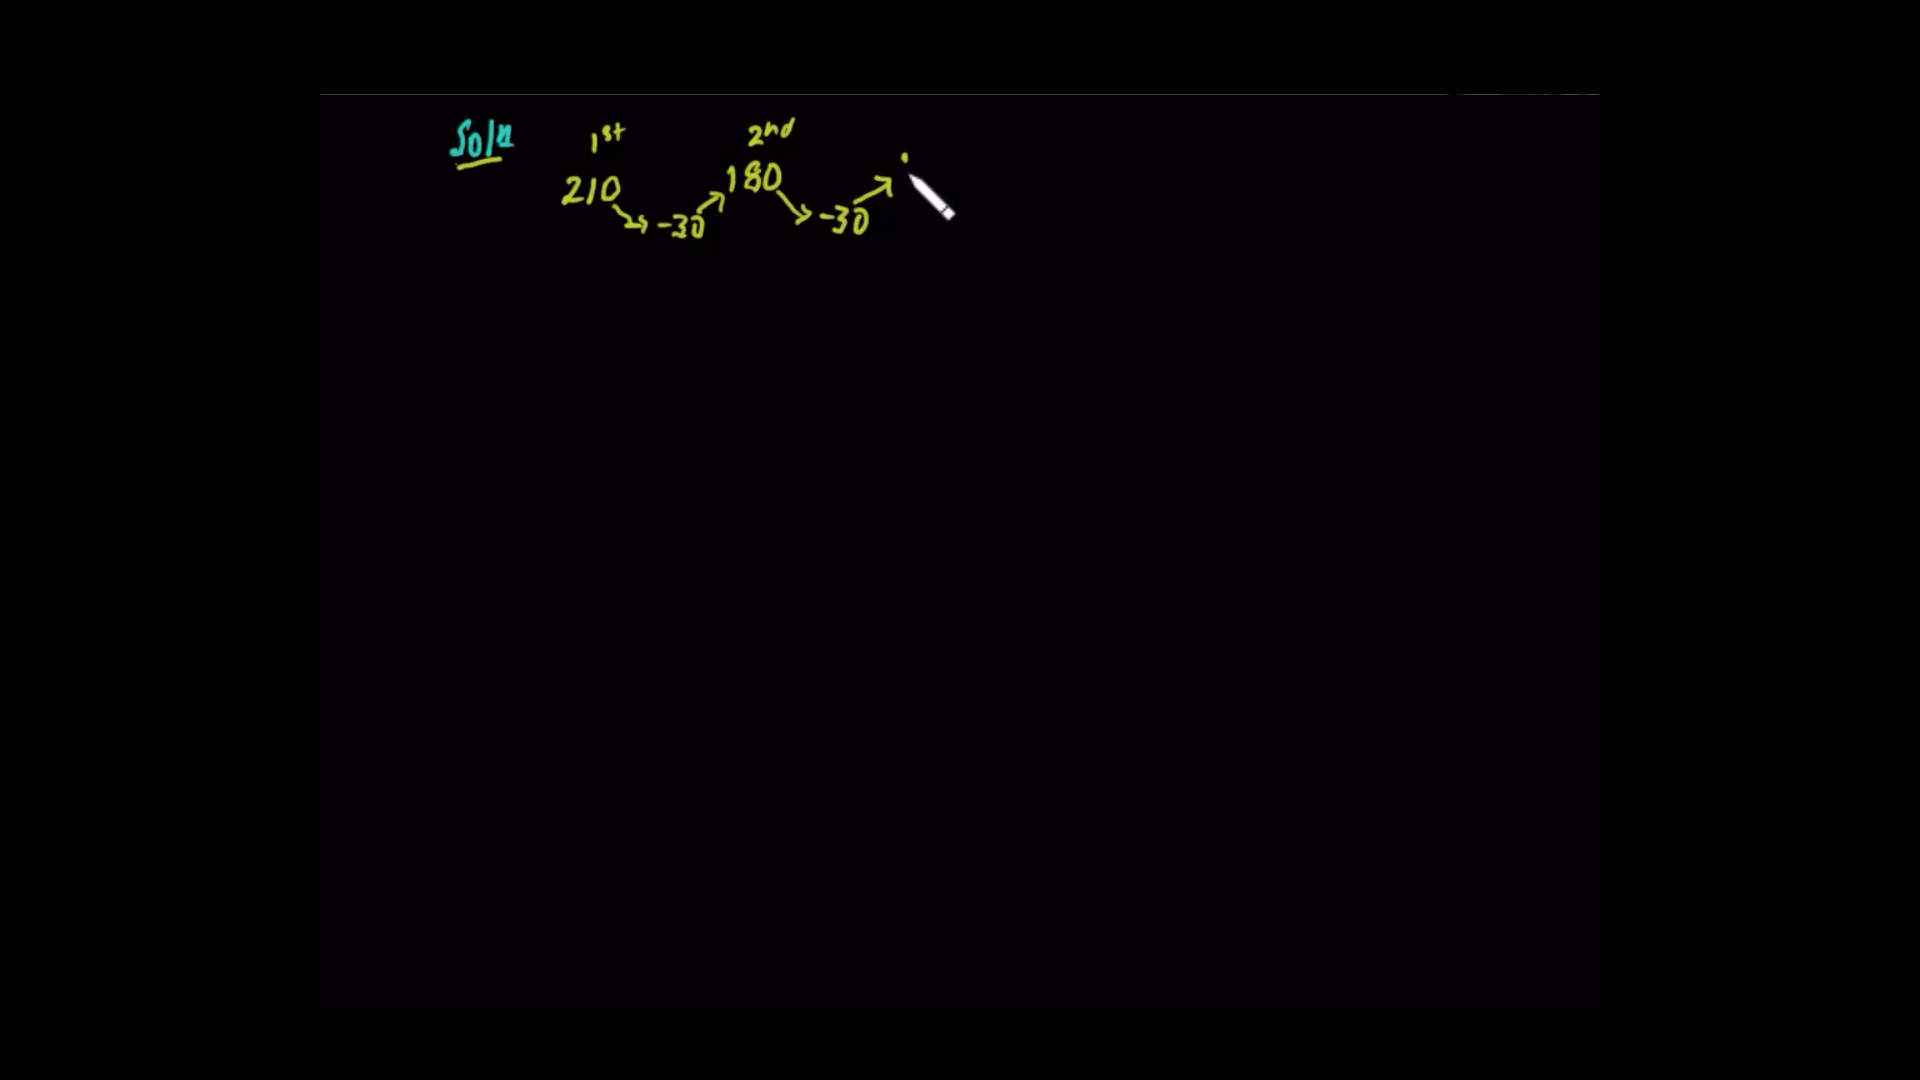 Soln 1st 2nd
210 → -30 → 180 → -30 →